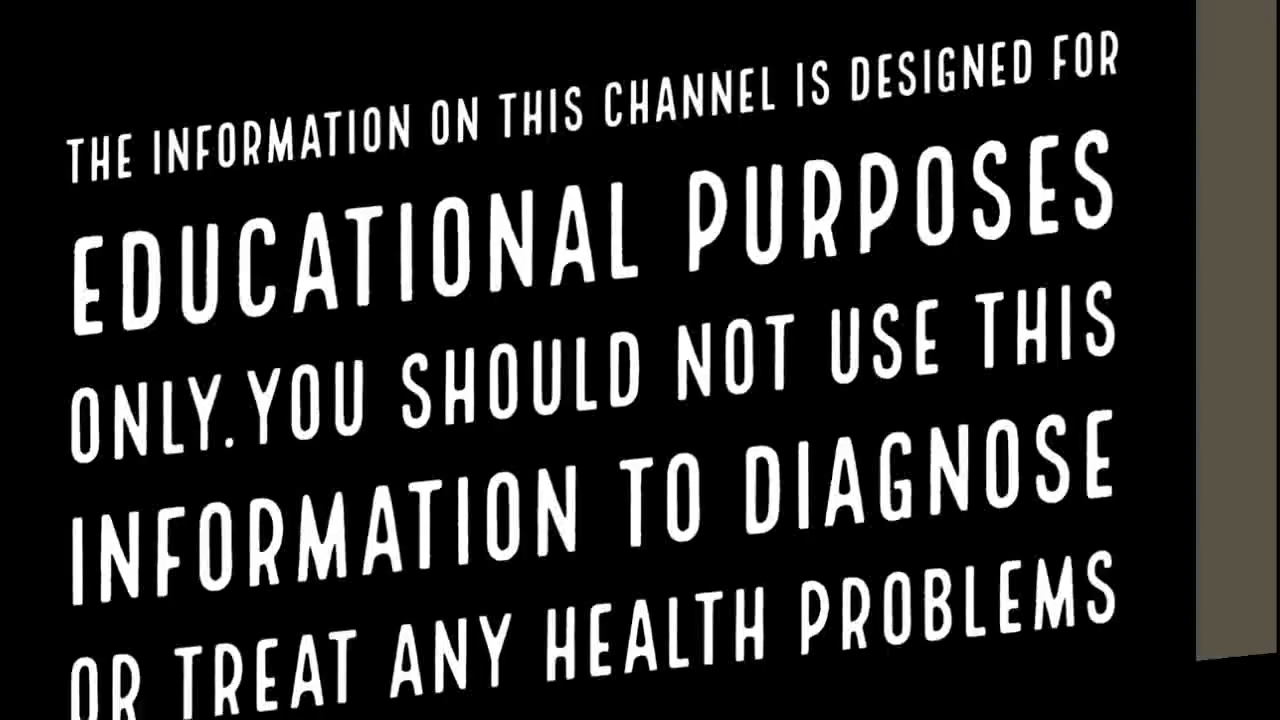 THE INFORMATION ON THIS CHANNEL IS DESIGNED FOR
EDUCATIONAL PURPOSES
ONLY.YOU SHOULD NOT USE THIS
INFORMATION TO DIAGNOSE
OR TREAT ANY HEALTH PROBLEMS